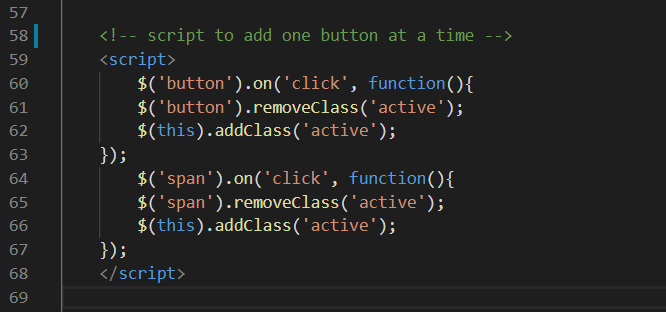 57
58 <!-- script to add one button at a time -->
59 <script>
60 $('button').on('click', function(){
61 $('button').removeClass('active');
62 $(this).addClass('active');
63 });
64 $('span').on('click', function(){
65 $('span').removeClass('active');
66 $(this).addClass('active');
67 });
68 </script>
69